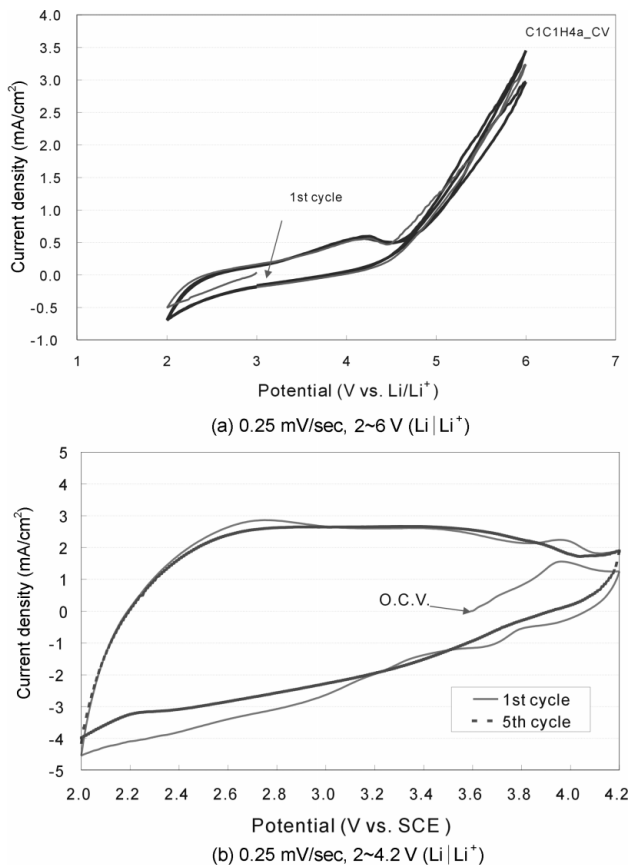 C1C1H4a_CV
4.0
3.5
3.0
2.5
2.0
1.5
1.0
0.5
0.0
-0.5
-1.0
Current density (mA/cm²)
1st cycle
1 2 3 4 5 6 7
Potential (V vs. Li/Li⁺)
(a) 0.25 mV/sec, 2~6 V (Li|Li⁺)
5
4
3
2
1
0
-1
-2
-3
-4
-5
Current density (mA/cm²)
O.C.V.
1st cycle
5th cycle
2.0 2.2 2.4 2.6 2.8 3.0 3.2 3.4 3.6 3.8 4.0 4.2
Potential (V vs. SCE )
(b) 0.25 mV/sec, 2~4.2 V (Li|Li⁺)